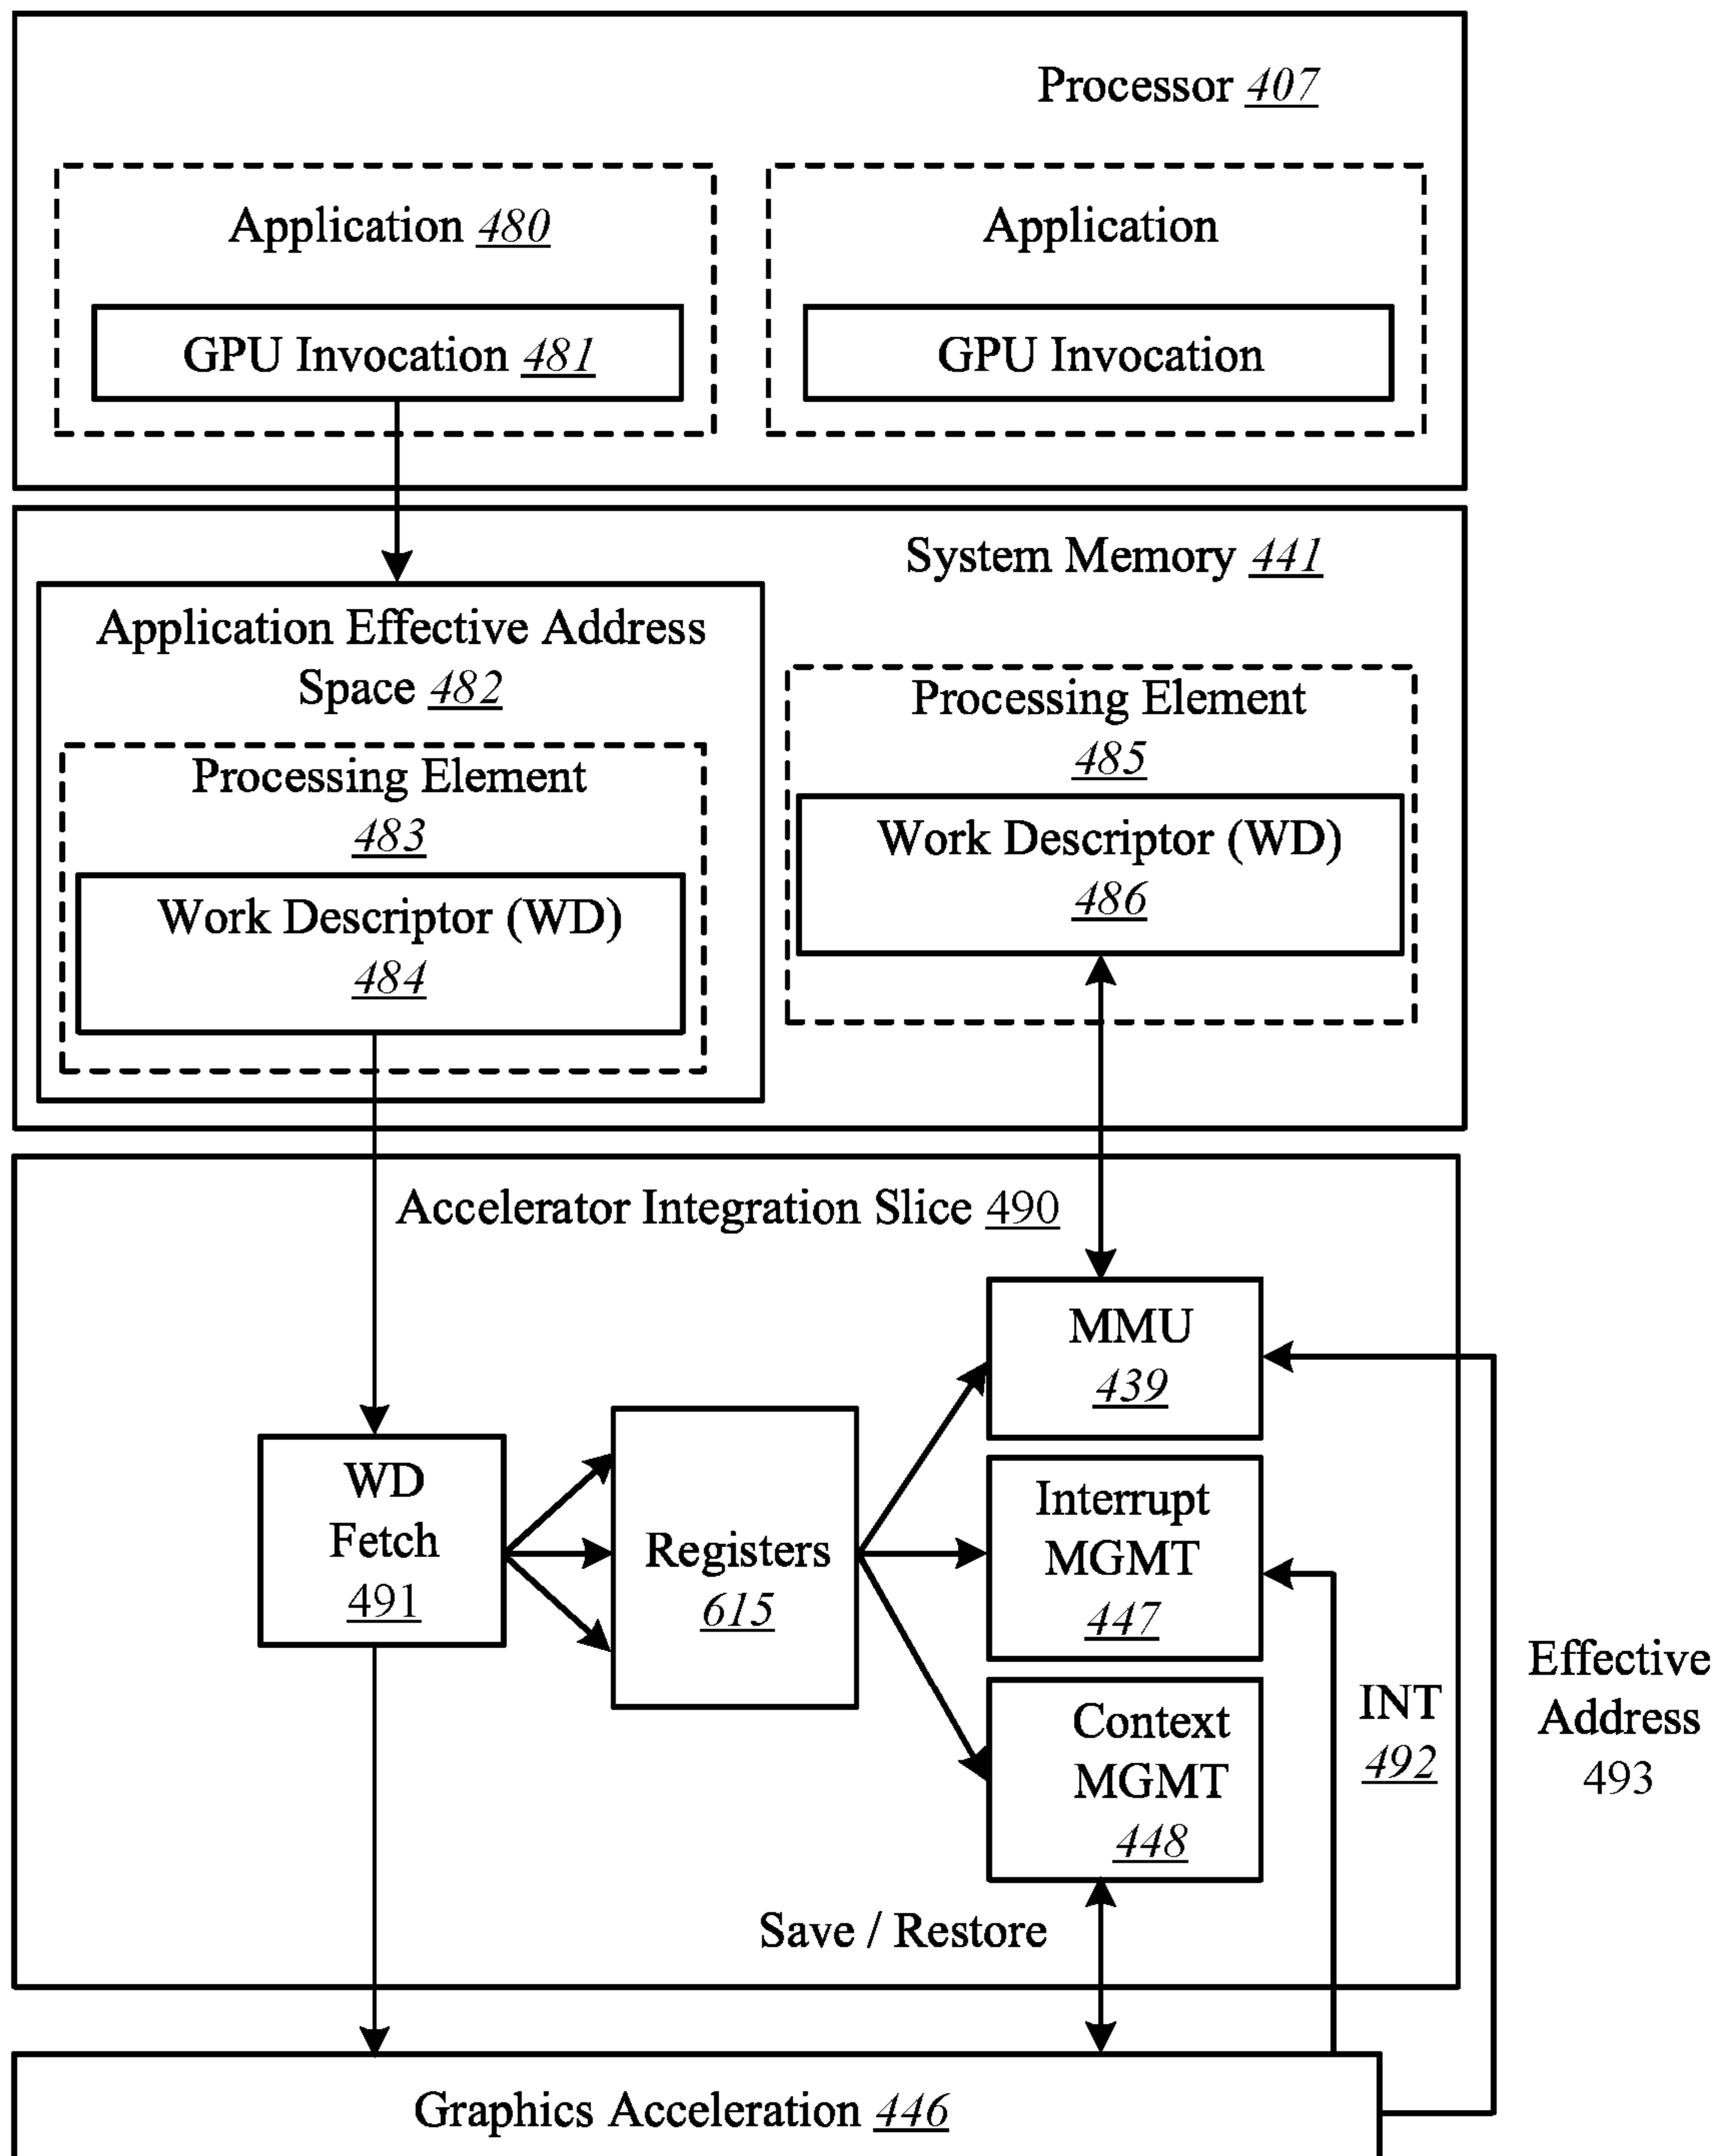 Processor 407
Application 480
Application
GPU Invocation 481
GPU Invocation
System Memory 441
Application Effective Address
Space 482
Processing Element
485
Processing Element
483
Work Descriptor (WD)
486
Work Descriptor (WD)
484
Accelerator Integration Slice 490
MMU
439
WD
Fetch
491
Registers
615
Interrupt
MGMT
447
Context
MGMT
448
INT
492
Effective
Address
493
Save / Restore
Graphics Acceleration 446